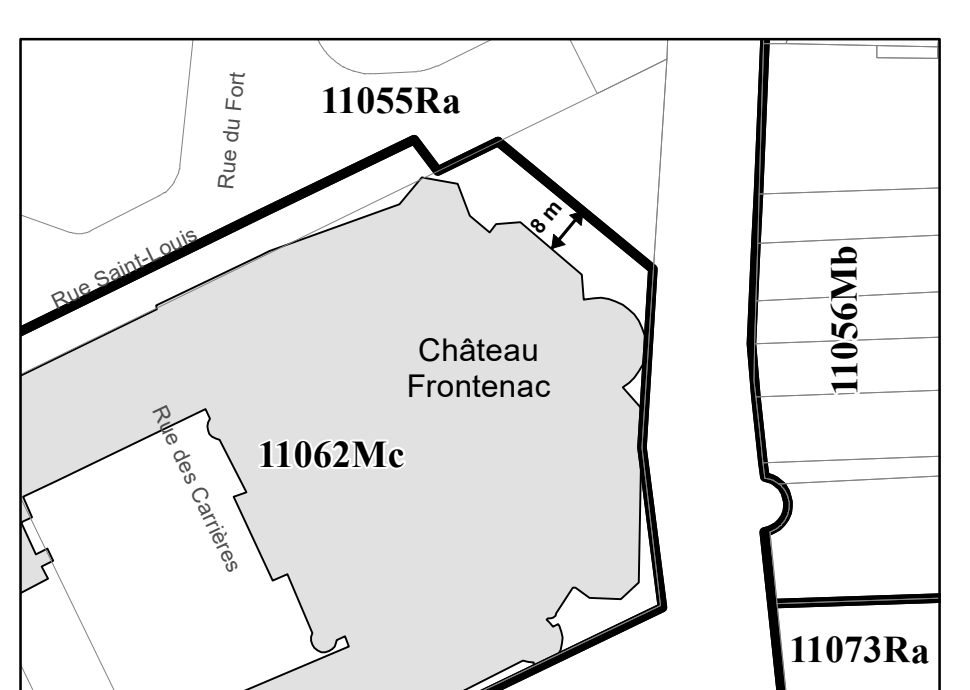 11055Ra
Rue du Fort
Rue Saint-Louis
8 m
11056Mb
Château
Frontenac
11062Mc
Rue des Carrières
11073Ra